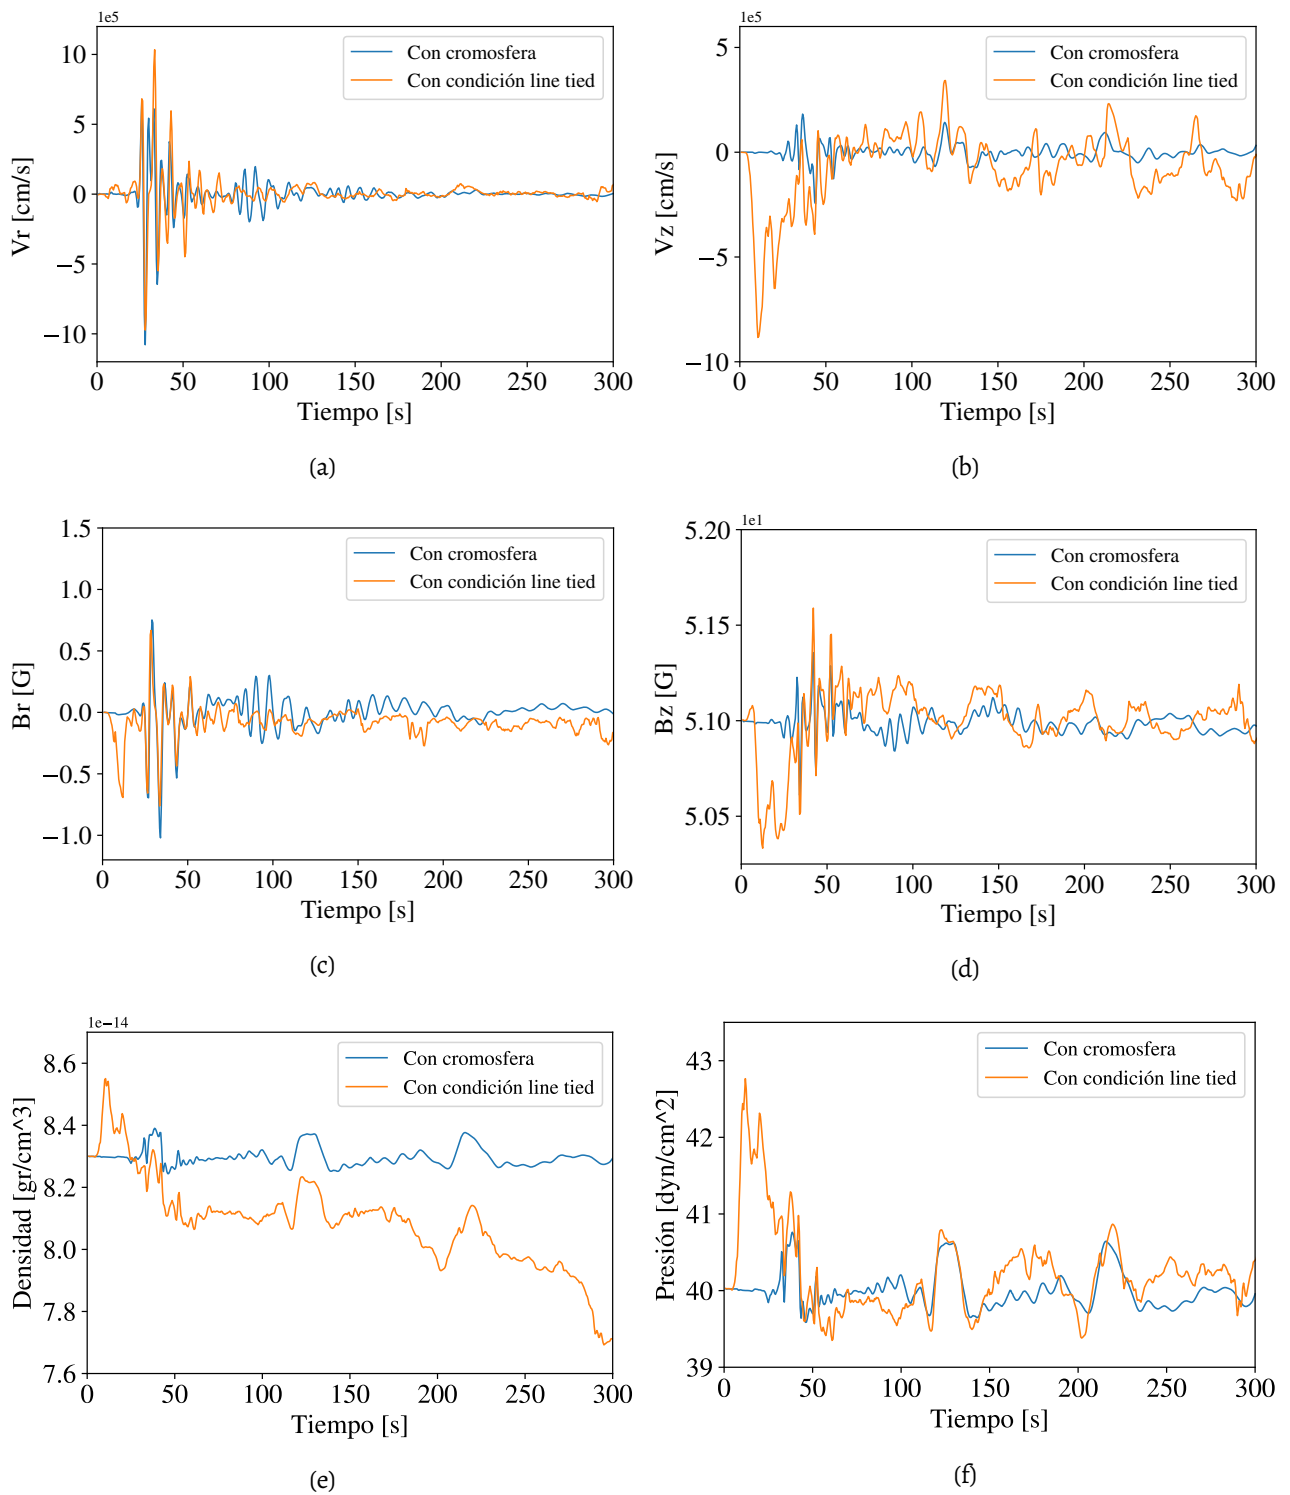 1e5
Vr [cm/s]
10
5
0
−5
−10
Con cromosfera
Con condición line tied
0 50 100 150 200 250 300
Tiempo [s]
(a)
1e5
Vz [cm/s]
5
0
−5
−10
Con cromosfera
Con condición line tied
0 50 100 150 200 250 300
Tiempo [s]
(b)
Br [G]
1.5
1.0
0.5
0.0
−0.5
−1.0
Con cromosfera
Con condición line tied
0 50 100 150 200 250 300
Tiempo [s]
(c)
1e1
Bz [G]
5.20
5.15
5.10
5.05
Con cromosfera
Con condición line tied
0 50 100 150 200 250 300
Tiempo [s]
(d)
1e−14
Densidad [gr/cm^3]
8.6
8.4
8.2
8.0
7.8
7.6
Con cromosfera
Con condición line tied
0 50 100 150 200 250 300
Tiempo [s]
(e)
Presión [dyn/cm^2]
43
42
41
40
39
Con cromosfera
Con condición line tied
0 50 100 150 200 250 300
Tiempo [s]
(f)